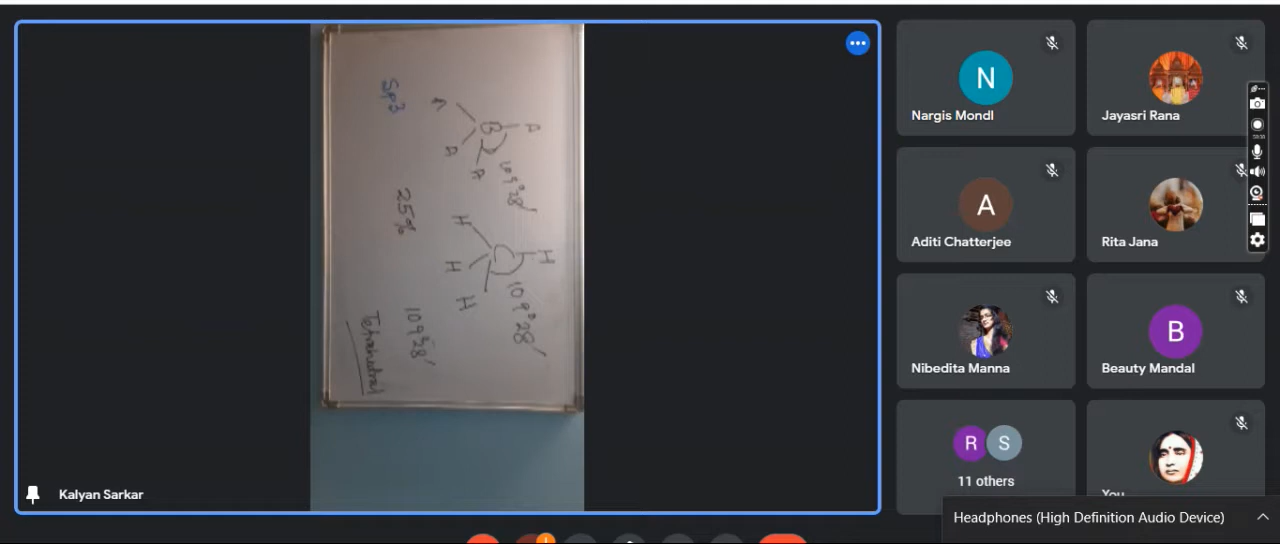 A
B
A
A
A
109°28'
H
C
H
H
H
109°28'
Sp3
25%
109°28'
Tetrahedral
Kalyan Sarkar
N
Nargis Mondl
Jayasri Rana
A
Aditi Chatterjee
Rita Jana
Nibedita Manna
B
Beauty Mandal
R
S
11 others
You
Headphones (High Definition Audio Device)